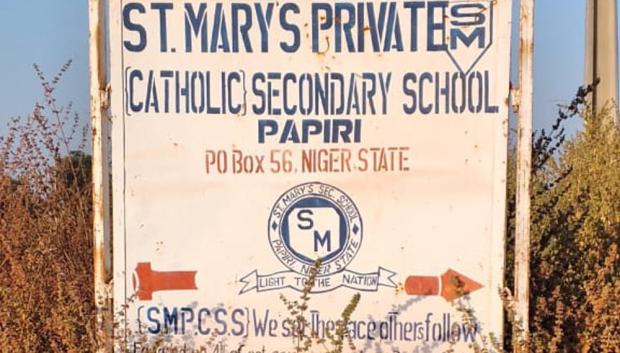 ST. MARY'S PRIVATE
SM
{CATHOLIC} SECONDARY SCHOOL
PAPIRI
PO Box 56, NIGER STATE
ST. MARY'S SEC. SCHOOL
SM
PAPIRI, NIGER STATE
LIGHT TO THE NATION
{S.M.P.C.S.S} We set The Pace others follow